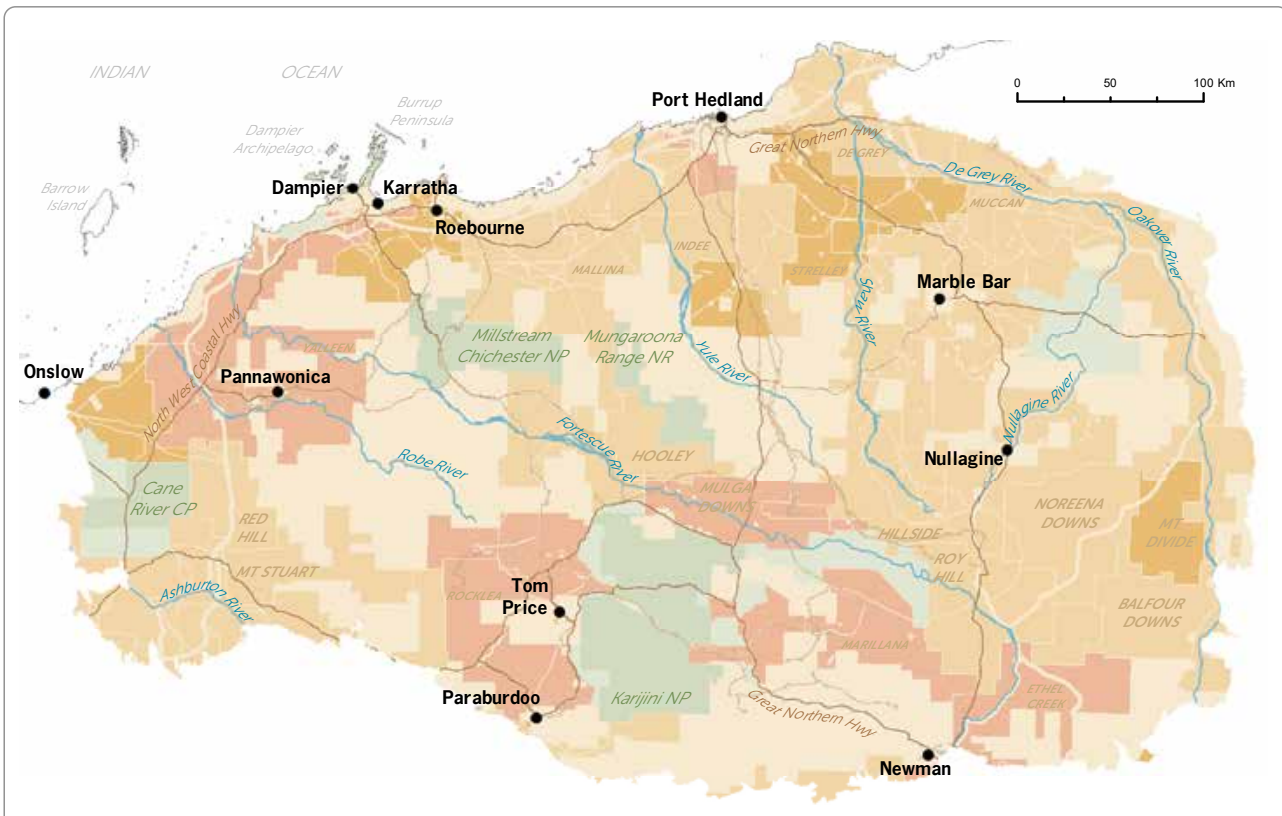 INDIAN OCEAN
Burrup
Peninsula
Dampier
Archipelago
Barrow
Island
0 50 100 Km
Port Hedland
Great Northern Hwy
DE GREY
De Grey River
Dampier
Karratha
Roebourne
MUCCAN
Oakover River
INDEE
MALLINA
STRELLEY
Shaw River
Marble Bar
North West Coastal Hwy
YALLEEN
Millstream
Chichester NP
Mungaroona
Range NR
Yule River
Onslow
Pannawonica
Nullagine River
Fortescue River
HOOLEY
Robe River
Nullagine
Cane
River CP
RED
HILL
MULGA
DOWNS
NOREENA
DOWNS
MT
DIVIDE
HILLSIDE
ROY
HILL
MT STUART
Ashburton River
ROCKLEA
Tom
Price
BALFOUR
DOWNS
MARILLANA
Paraburdoo
Karijini NP
ETHEL
CREEK
Great Northern Hwy
Newman